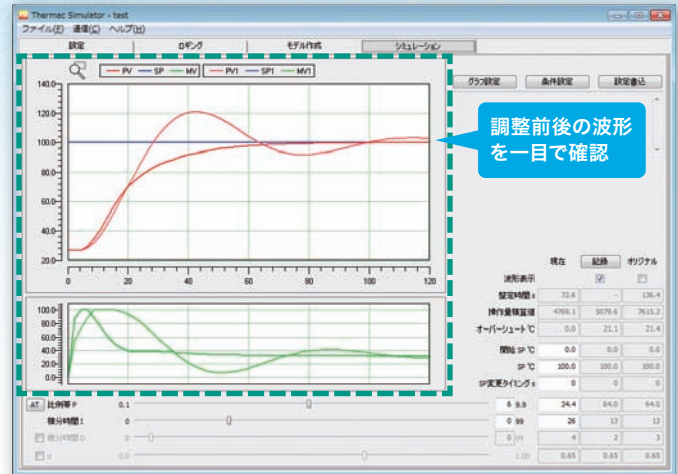 Thermac Simulator - test
ファイル(F) 通信(C) ヘルプ(H)
設定 ロギング モデル作成 シミュレーション
PV SP MV PV1 SP1 MV1
グラフ設定 条件設定 設定書込
140.0
120.0
100.0
80.0
60.0
40.0
20.0
0 20 40 60 80 100 120
調整前後の波形
を一目で確認
100.0
80.0
60.0
40.0
20.0
0.0
現在 記録 オリジナル
波形表示
整定時間 s 72.6 - 136.4
操作量積算値 4769.1 5579.6 7615.2
オーバーシュート ℃ 0.0 21.1 21.4
開始 SP ℃ 0.0 0.0 0.0
SP ℃ 100.0 100.0 100.0
SP変更タイミング s 0 0 0
AT 比例帯 P 0.1 34.4 64.0 64.0
積分時間 I 0 0 99 26 13 13
微分時間 D 0 0 99 4 2 3
0.0 1.00 0.65 0.65 0.65